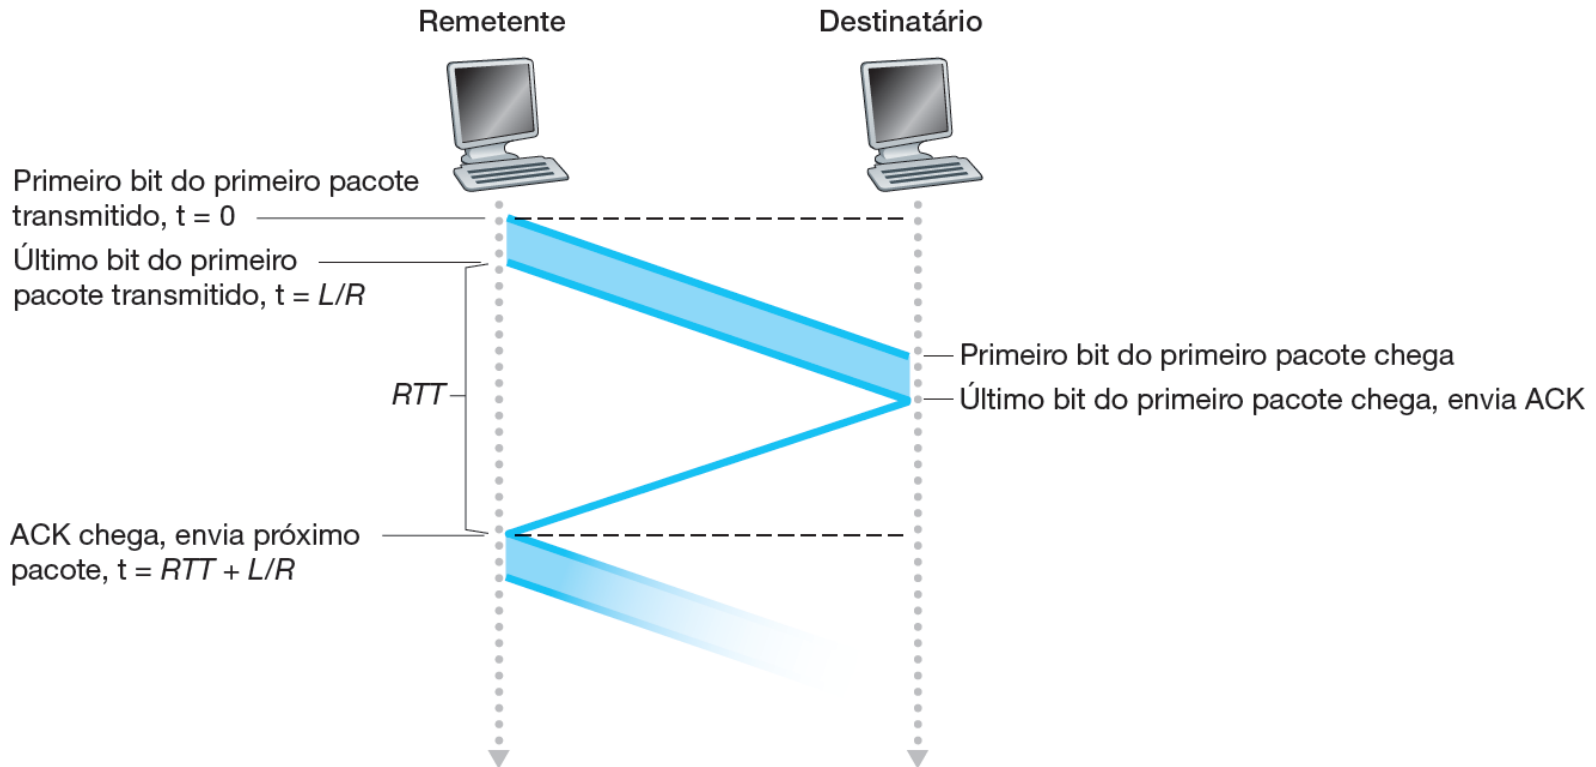 Remetente
Destinatário
Primeiro bit do primeiro pacote
transmitido, t = 0
Último bit do primeiro
pacote transmitido, t = L/R
Primeiro bit do primeiro pacote chega
RTT
Último bit do primeiro pacote chega, envia ACK
ACK chega, envia próximo
pacote, t = RTT + L/R